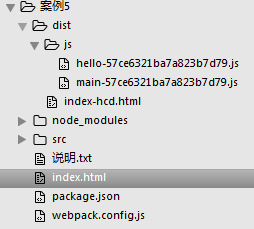 案例5
dist
js
hello-57ce6321ba7a823b7d79.js
main-57ce6321ba7a823b7d79.js
index-hcd.html
node_modules
src
说明.txt
index.html
package.json
webpack.config.js